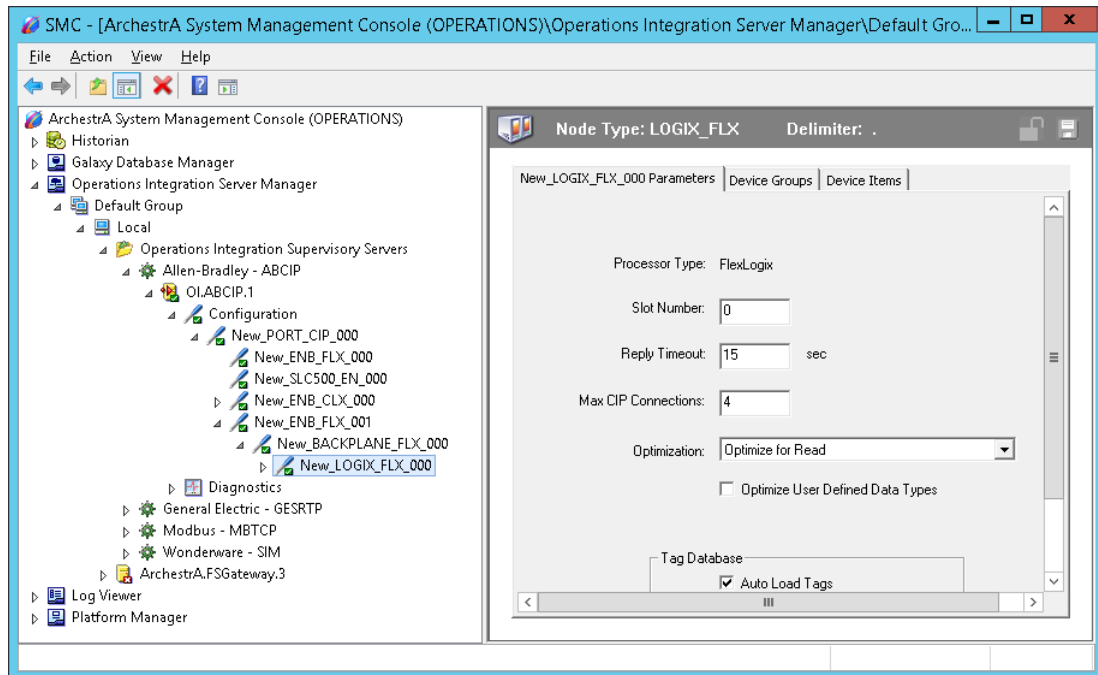 SMC - [ArchestrA System Management Console (OPERATIONS)\Operations Integration Server Manager\Default Gro...
File Action View Help
ArchestrA System Management Console (OPERATIONS)
Historian
Galaxy Database Manager
Operations Integration Server Manager
Default Group
Local
Operations Integration Supervisory Servers
Allen-Bradley - ABCIP
OI.ABCIP.1
Configuration
New_PORT_CIP_000
New_ENB_FLX_000
New_SLC500_EN_000
New_ENB_CLX_000
New_ENB_FLX_001
New_BACKPLANE_FLX_000
New_LOGIX_FLX_000
Diagnostics
General Electric - GESRTP
Modbus - MBTCP
Wonderware - SIM
ArchestrA.FSGateway.3
Log Viewer
Platform Manager
Node Type: LOGIX_FLX Delimiter: .
New_LOGIX_FLX_000 Parameters Device Groups Device Items
Processor Type: FlexLogix
Slot Number: 0
Reply Timeout: 15 sec
Max CIP Connections: 4
Optimization: Optimize for Read
Optimize User Defined Data Types
Tag Database
Auto Load Tags